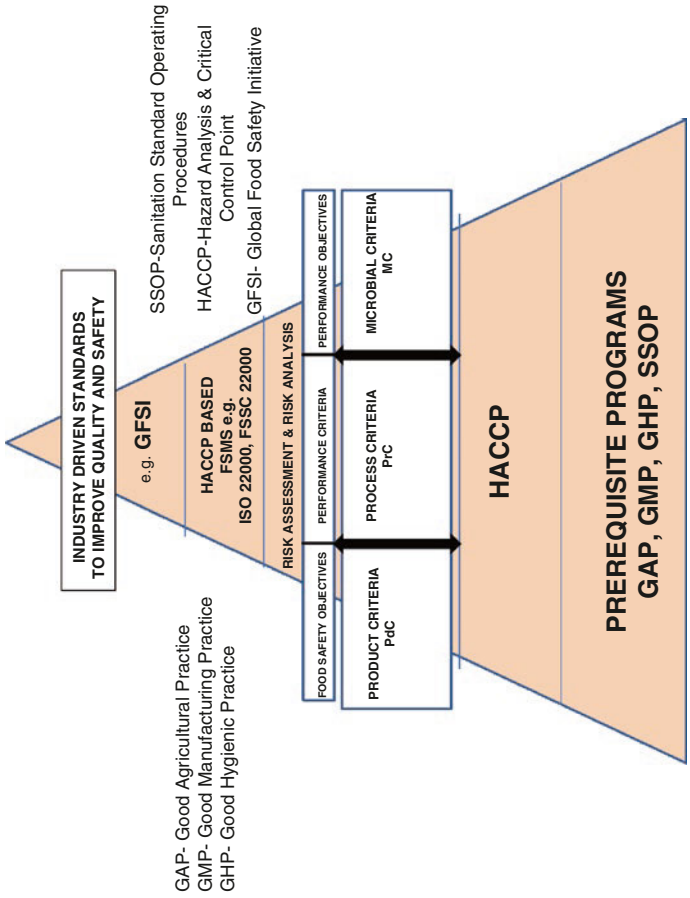 INDUSTRY DRIVEN STANDARDS
TO IMPROVE QUALITY AND SAFETY
e.g. GFSI
HACCP BASED
FSMS e.g.
ISO 22000, FSSC 22000
RISK ASSESSMENT & RISK ANALYSIS
GAP- Good Agricultural Practice
GMP- Good Manufacturing Practice
GHP- Good Hygienic Practice
SSOP-Sanitation Standard Operating
Procedures
HACCP-Hazard Analysis & Critical
Control Point
GFSI- Global Food Safety Initiative
FOOD SAFETY OBJECTIVES
PERFORMANCE CRITERIA
PERFORMANCE OBJECTIVES
PRODUCT CRITERIA
PdC
PROCESS CRITERIA
PrC
MICROBIAL CRITERIA
MC
HACCP
PREREQUISITE PROGRAMS
GAP, GMP, GHP, SSOP